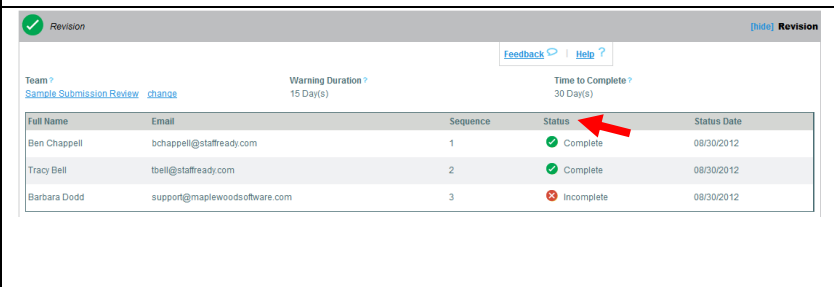 Revision [hide] Revision
Feedback | Help ?
Team ? Warning Duration ? Time to Complete ?
Sample Submission Review change 15 Day(s) 30 Day(s)
Full Name Email Sequence Status Status Date
Ben Chappell bchappell@staffready.com 1 Complete 08/30/2012
Tracy Bell tbell@staffready.com 2 Complete 08/30/2012
Barbara Dodd support@maplewoodsoftware.com 3 Incomplete 08/30/2012